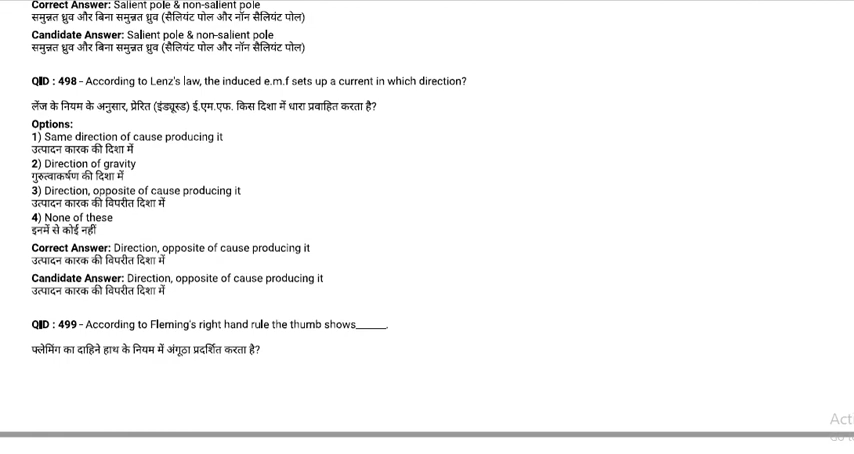 Correct Answer: Salient pole & non-salient pole
समुन्नत ध्रुव और बिना समुन्नत ध्रुव (सैलियंट पोल और नॉन सैलियंट पोल)
Candidate Answer: Salient pole & non-salient pole
समुन्नत ध्रुव और बिना समुन्नत ध्रुव (सैलियंट पोल और नॉन सैलियंट पोल)
QID : 498 - According to Lenz's law, the induced e.m.f sets up a current in which direction?
लेंज के नियम के अनुसार, प्रेरित (इंड्यूस्ड) ई.एम.एफ. किस दिशा में धारा प्रवाहित करता है?
Options:
1) Same direction of cause producing it
उत्पादन कारक की दिशा में
2) Direction of gravity
गुरुत्वाकर्षण की दिशा में
3) Direction, opposite of cause producing it
उत्पादन कारक की विपरीत दिशा में
4) None of these
इनमें से कोई नहीं
Correct Answer: Direction, opposite of cause producing it
उत्पादन कारक की विपरीत दिशा में
Candidate Answer: Direction, opposite of cause producing it
उत्पादन कारक की विपरीत दिशा में
QID : 499 - According to Fleming's right hand rule the thumb shows______.
फ्लेमिंग का दाहिने हाथ के नियम में अंगूठा प्रदर्शित करता है?
Acti